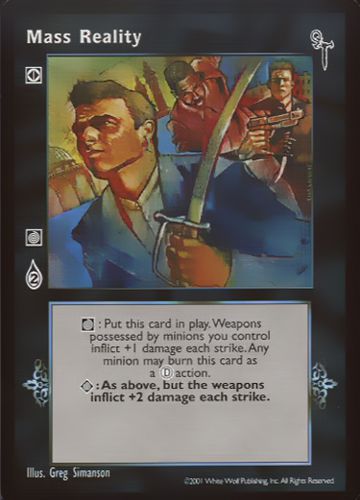 Mass Reality
2
: Put this card in play. Weapons
possessed by minions you control
inflict +1 damage each strike. Any
minion may burn this card as
a D action.
: As above, but the weapons
inflict +2 damage each strike.
Illus. Greg Simanson
©2001 White Wolf Publishing, Inc. All Rights Reserved.